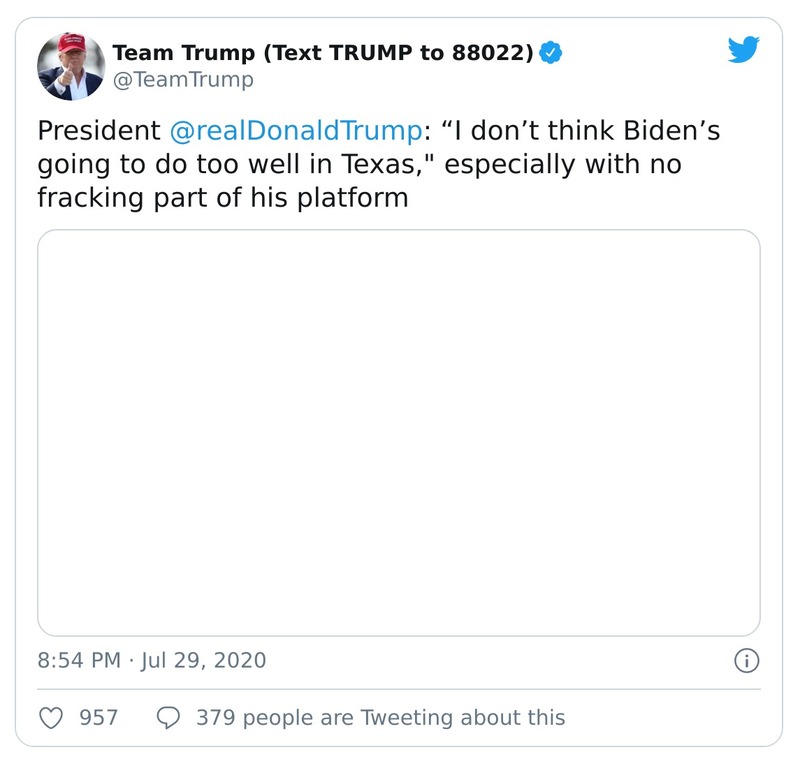 Team Trump (Text TRUMP to 88022)
@TeamTrump
President @realDonaldTrump: “I don’t think Biden’s
going to do too well in Texas," especially with no
fracking part of his platform
8:54 PM · Jul 29, 2020
957 379 people are Tweeting about this